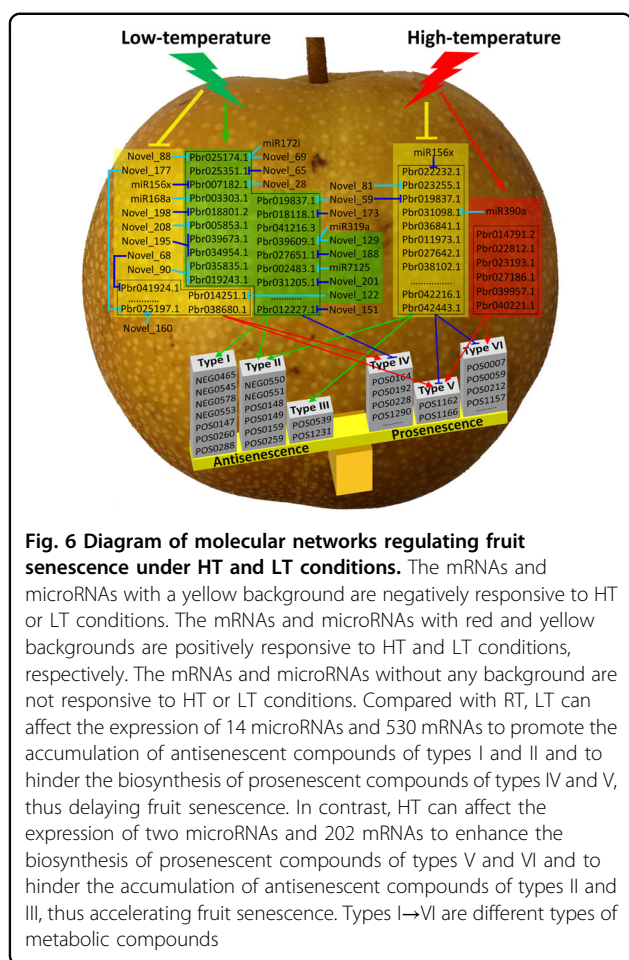 Low-temperature
High-temperature
Novel_88
Novel_177
miR156x
miR168a
Novel_198
Novel_208
Novel_195
Novel_68
Novel_90
Pbr041924.1
.............
Pbr025197.1
Novel_160
Pbr025174.1
Pbr025351.1
Pbr007182.1
Pbr003303.1
Pbr018801.2
Pbr005853.1
Pbr039673.1
Pbr034954.1
Pbr035835.1
Pbr019243.1
Pbr014251.1
Pbr038680.1
miR172i
Novel_69
Novel_65
Novel_28
Pbr019837.1
Pbr018118.1
Pbr041216.3
Pbr039609.1
Pbr027651.1
Pbr002483.1
Pbr031205.1
.............
Pbr012227.1
Novel_81
Novel_59
Novel_173
miR319a
Novel_129
Novel_188
miR7125
Novel_201
Novel_122
Novel_151
miR156x
Pbr022232.1
Pbr023255.1
Pbr019837.1
Pbr031098.1
Pbr036841.1
Pbr011973.1
Pbr027642.1
Pbr038102.1
.............
Pbr042216.1
Pbr042443.1
miR390a
Pbr014791.2
Pbr022812.1
Pbr023193.1
Pbr027186.1
Pbr039957.1
Pbr040221.1
Type I
NEG0465
NEG0545
NEG0578
NEG0553
POS0147
POS0260
POS0288
Type II
NEG0550
NEG0551
POS0148
POS0149
POS0159
POS0259
Type III
POS0539
POS1231
Type IV
POS0164
POS0192
POS0228
POS1290
..........
Type V
POS1162
POS1166
Type VI
POS0007
POS0059
POS0212
POS1157
..........
Antisenescence
Prosenescence
Fig. 6 Diagram of molecular networks regulating fruit
senescence under HT and LT conditions. The mRNAs and
microRNAs with a yellow background are negatively responsive to HT
or LT conditions. The mRNAs and microRNAs with red and yellow
backgrounds are positively responsive to HT and LT conditions,
respectively. The mRNAs and microRNAs without any background are
not responsive to HT or LT conditions. Compared with RT, LT can
affect the expression of 14 microRNAs and 530 mRNAs to promote the
accumulation of antisenescent compounds of types I and II and to
hinder the biosynthesis of prosenescent compounds of types IV and V,
thus delaying fruit senescence. In contrast, HT can affect the
expression of two microRNAs and 202 mRNAs to enhance the
biosynthesis of prosenescent compounds of types V and VI and to
hinder the accumulation of antisenescent compounds of types II and
III, thus accelerating fruit senescence. Types I→VI are different types of
metabolic compounds